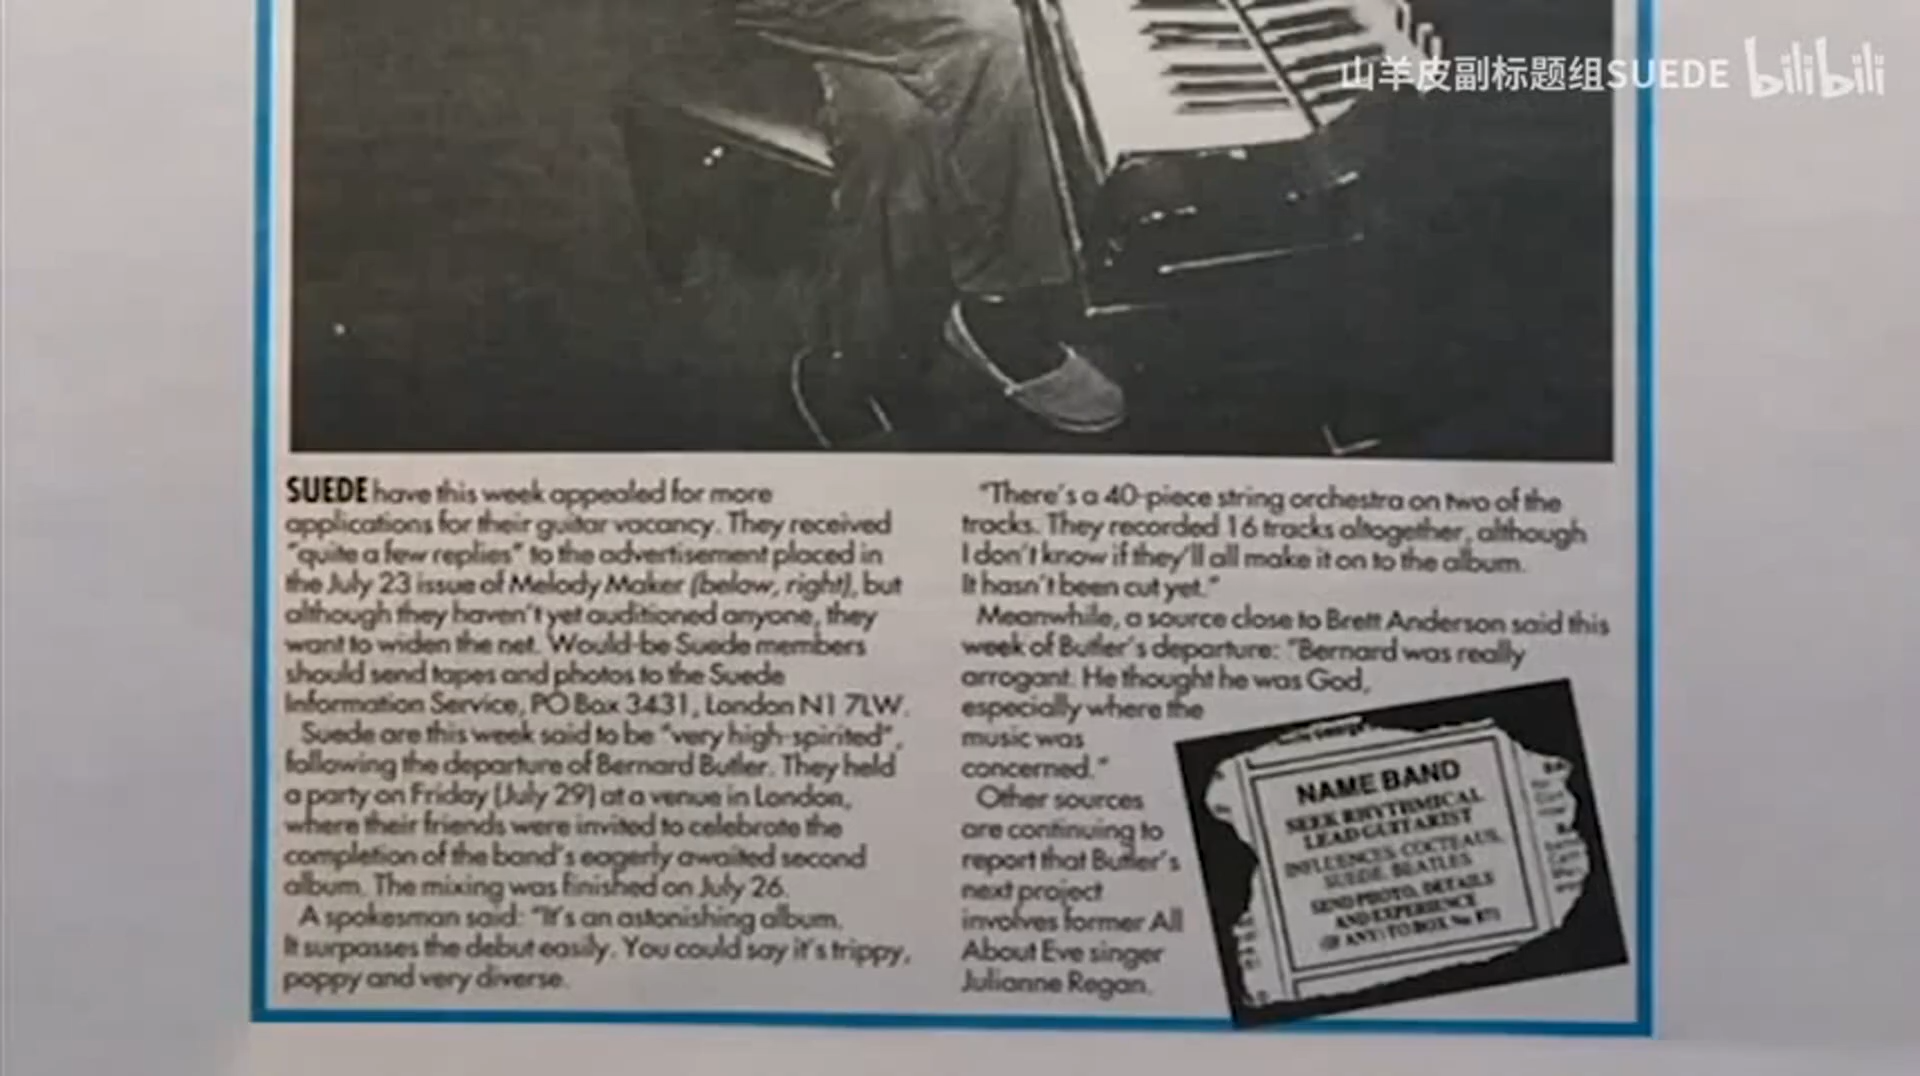 山羊皮副标题组SUEDE bilibili
SUEDE have this week appealed for more
applications for their guitar vacancy. They received
"quite a few replies" to the advertisement placed in
the July 23 issue of Melody Maker (below, right), but
although they haven't yet auditioned anyone, they
want to widen the net. Would-be Suede members
should send tapes and photos to the Suede
Information Service, PO Box 3431, London N1 7LW.
Suede are this week said to be "very high-spirited",
following the departure of Bernard Butler. They held
a party on Friday (July 29) at a venue in London,
where their friends were invited to celebrate the
completion of the band's eagerly awaited second
album. The mixing was finished on July 26.
A spokesman said: "It's an astonishing album.
It surpasses the debut easily. You could say it's trippy,
poppy and very diverse.
"There's a 40-piece string orchestra on two of the
tracks. They recorded 16 tracks altogether, although
I don't know if they'll all make it on to the album.
It hasn't been cut yet."
Meanwhile, a source close to Brett Anderson said this
week of Butler's departure: "Bernard was really
arrogant. He thought he was God,
especially where the
music was
concerned."
Other sources
are continuing to
report that Butler's
next project
involves former All
About Eve singer
Julianne Regan.
NAME BAND
SEEK RHYTHMICAL
LEAD GUITARIST
INFLUENCES COCTEAUS,
SUEDE, BEATLES
SEND PHOTO, DETAILS
AND EXPERIENCE
(IF ANY) TO BOX No 871